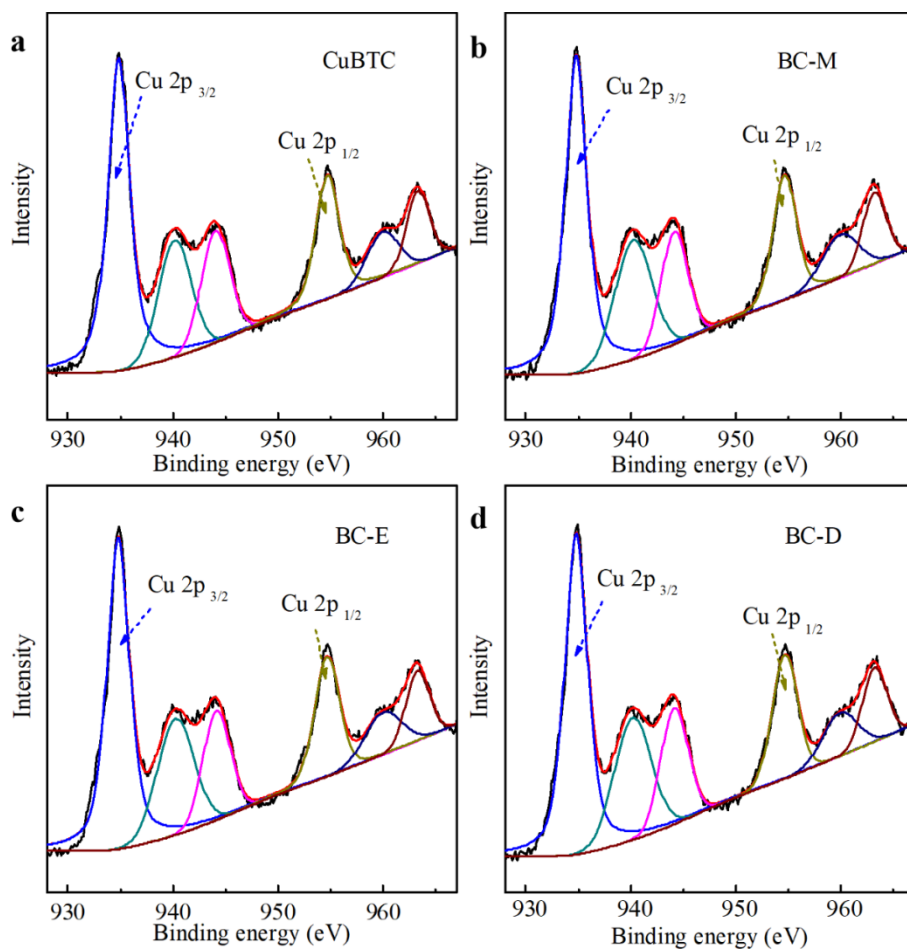 a
CuBTC
Cu 2p 3/2
Cu 2p 1/2
Intensity
930 940 950 960
Binding energy (eV)
b
BC-M
Cu 2p 3/2
Cu 2p 1/2
Intensity
930 940 950 960
Binding energy (eV)
c
BC-E
Cu 2p 3/2
Cu 2p 1/2
Intensity
930 940 950 960
Binding energy (eV)
d
BC-D
Cu 2p 3/2
Cu 2p 1/2
Intensity
930 940 950 960
Binding energy (eV)